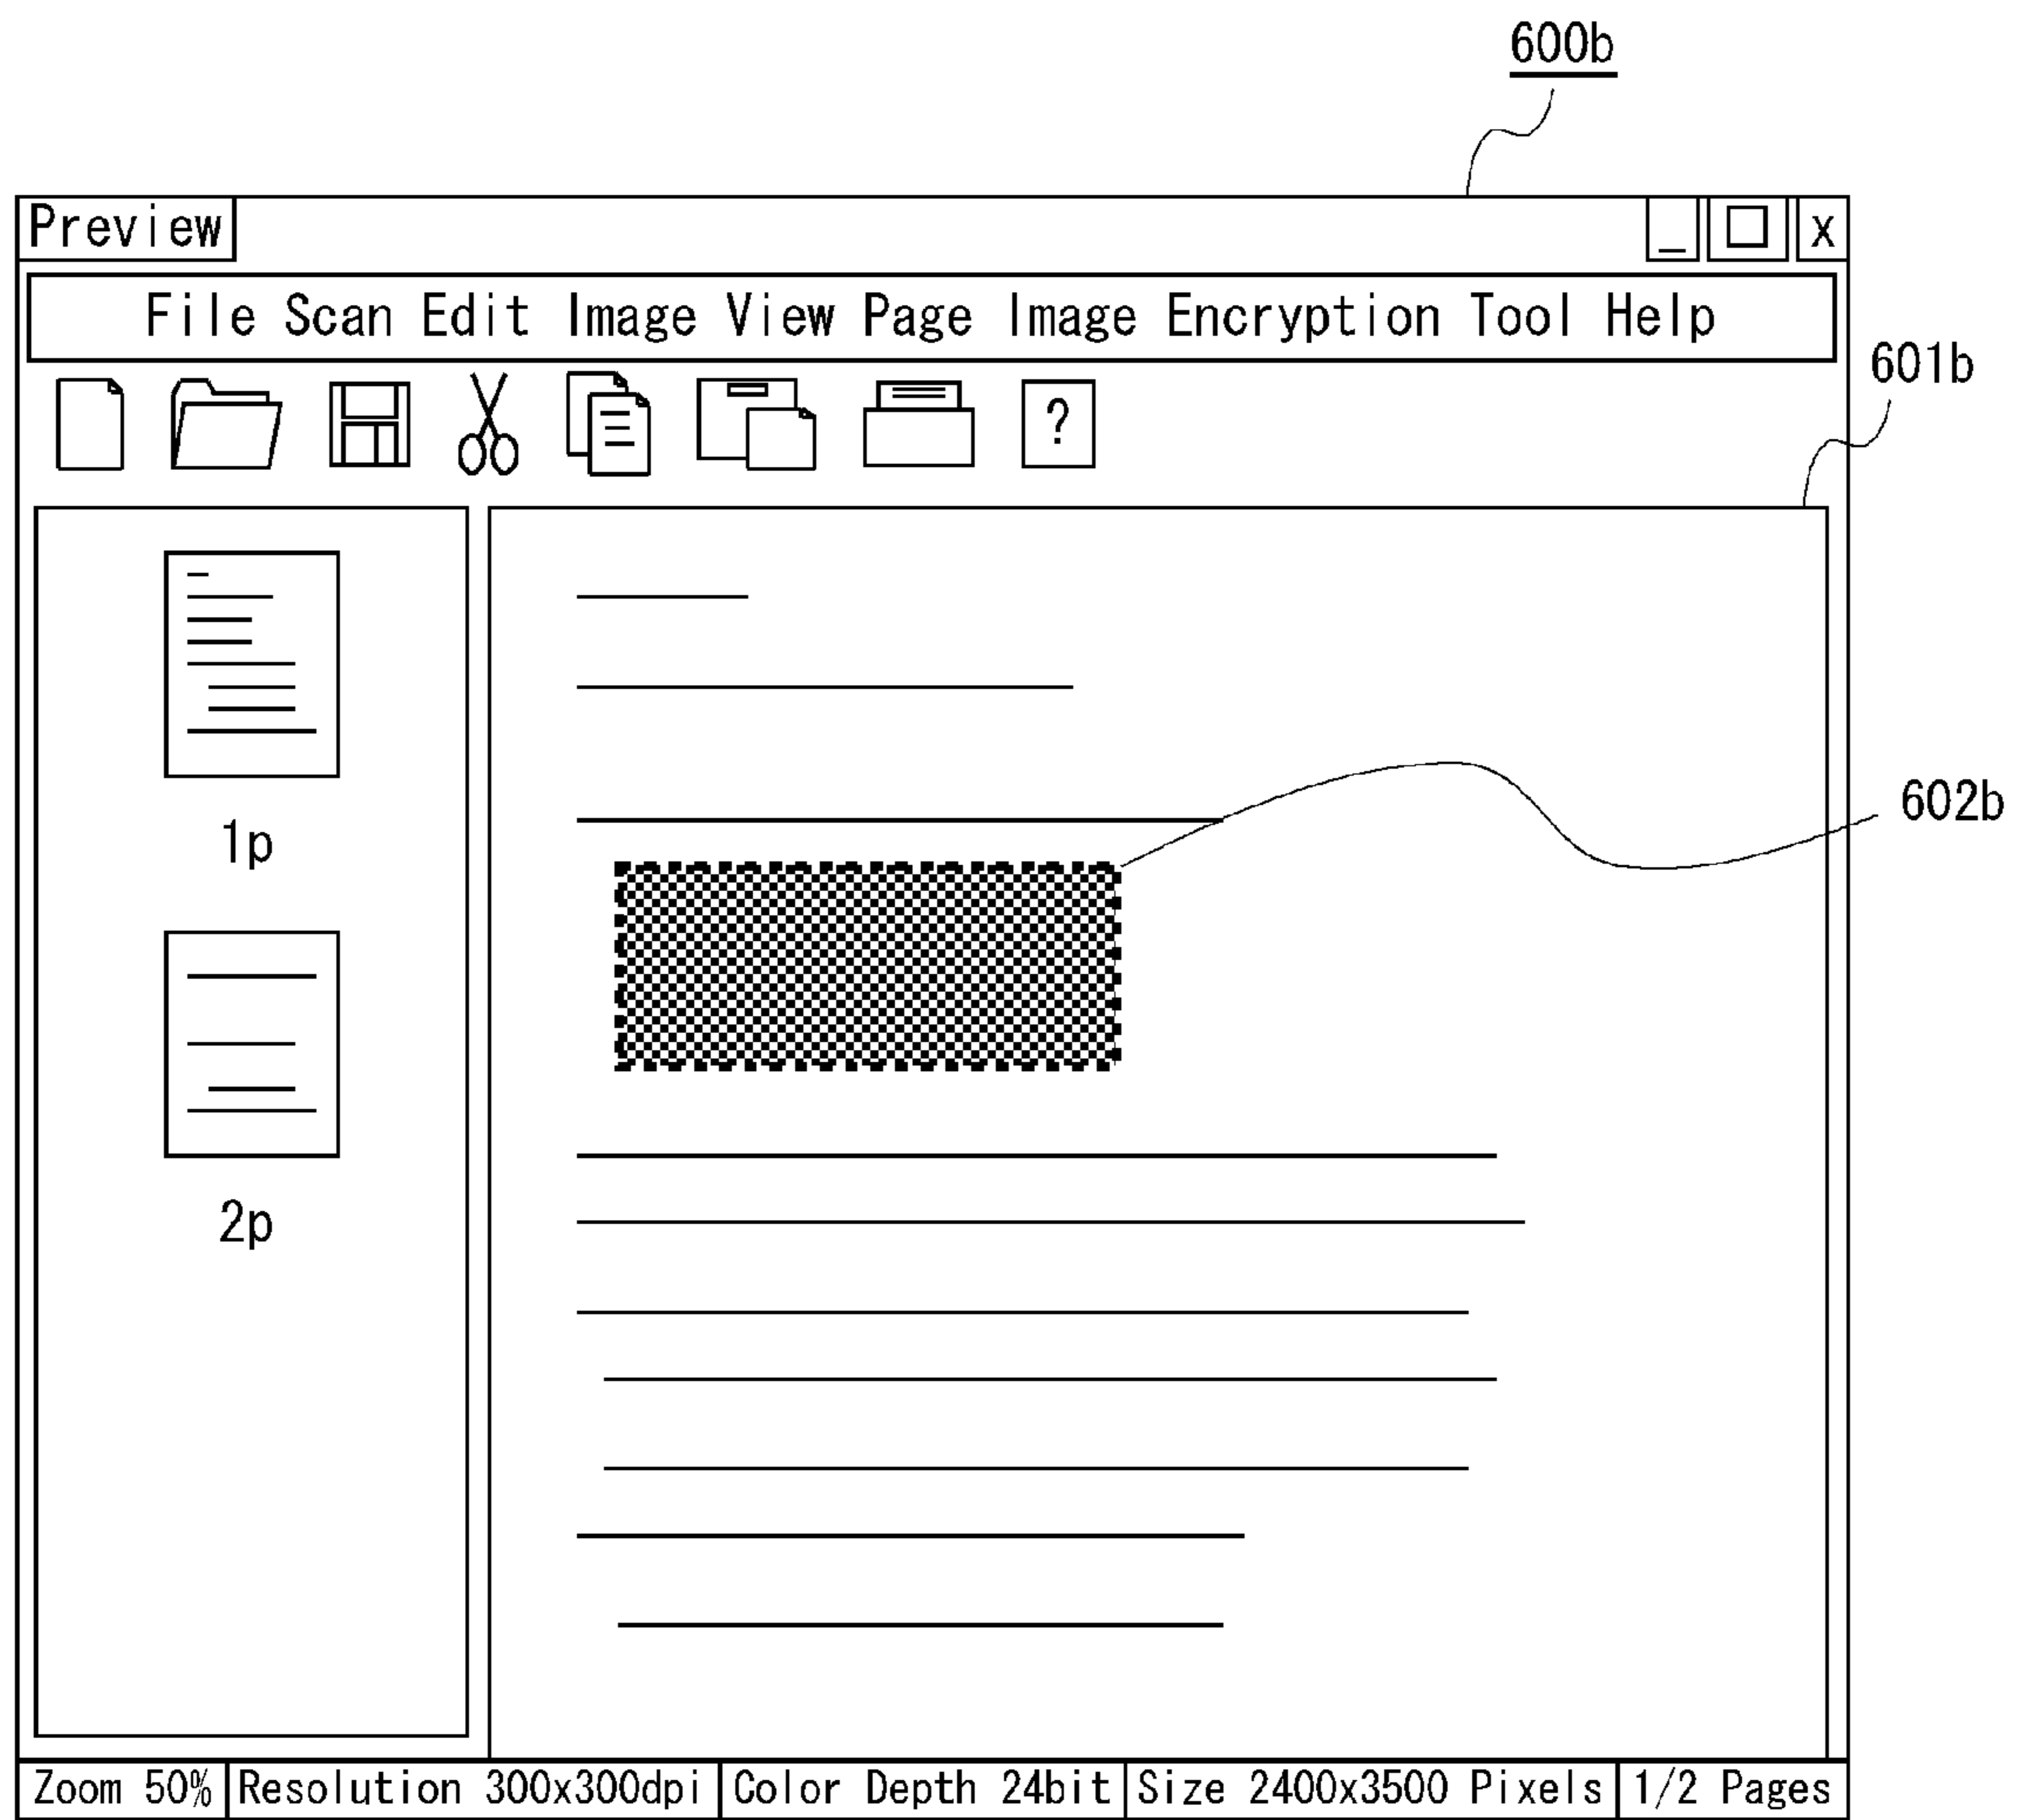 600b
Preview _ □ x
File Scan Edit Image View Page Image Encryption Tool Help
601b
?
1p
602b
2p
Zoom 50% Resolution 300x300dpi Color Depth 24bit Size 2400x3500 Pixels 1/2 Pages